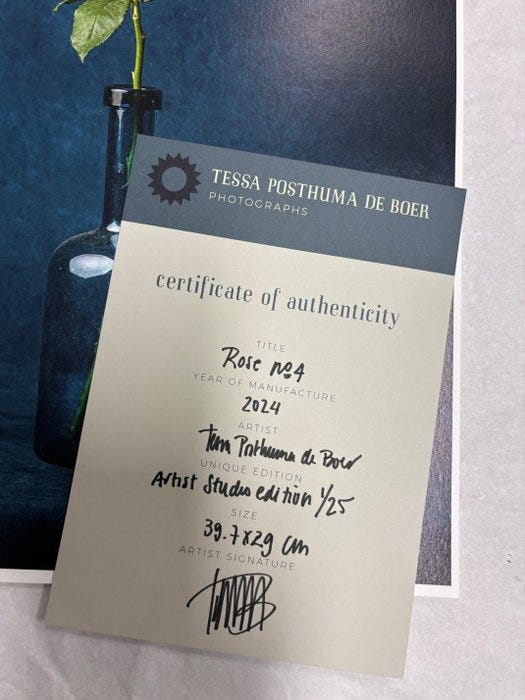 TESSA POSTHUMA DE BOER
PHOTOGRAPHS
certificate of authenticity
TITLE
Rose nº4
YEAR OF MANUFACTURE
2024
ARTIST
Tessa Posthuma de Boer
UNIQUE EDITION
Artist Studio edition 1/25
SIZE
39.7x29 cm
ARTIST SIGNATURE